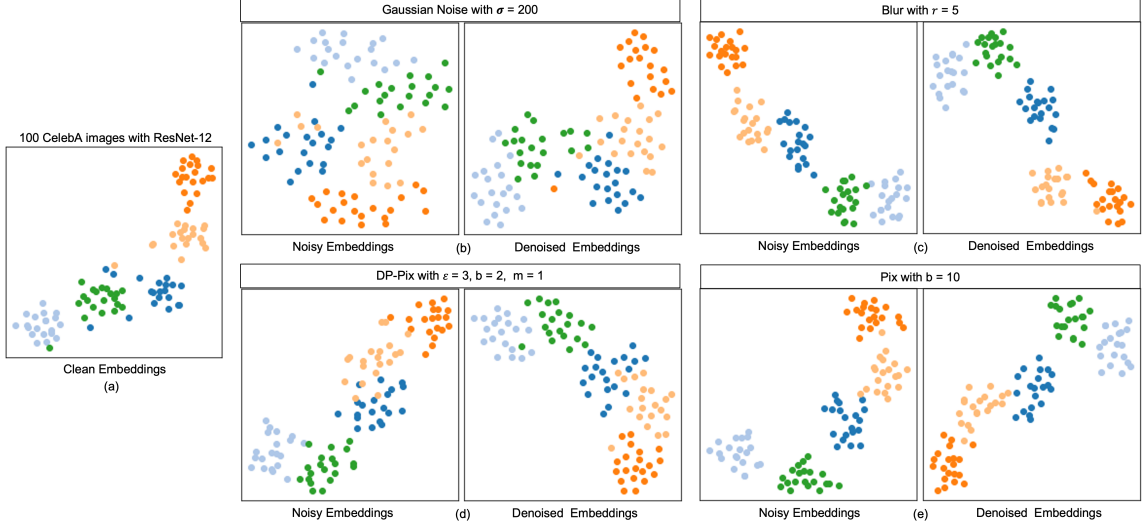 100 CelebA images with ResNet-12
Clean Embeddings
(a)
Gaussian Noise with σ = 200
Noisy Embeddings
(b)
Denoised Embeddings
Blur with r = 5
Noisy Embeddings
(c)
Denoised Embeddings
DP-Pix with ε = 3, b = 2, m = 1
Noisy Embeddings
(d)
Denoised Embeddings
Pix with b = 10
Noisy Embeddings
(e)
Denoised Embeddings